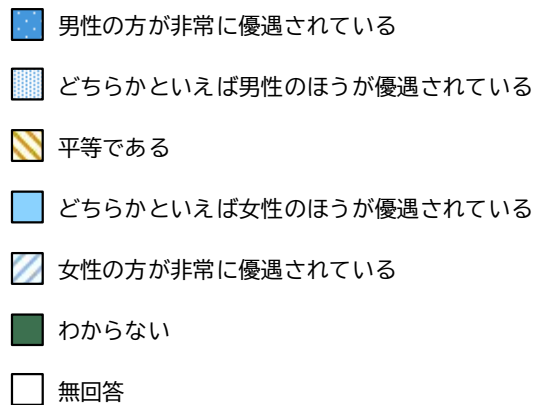 男性の方が非常に優遇されている
どちらかといえば男性のほうが優遇されている
平等である
どちらかといえば女性のほうが優遇されている
女性の方が非常に優遇されている
わからない
無回答